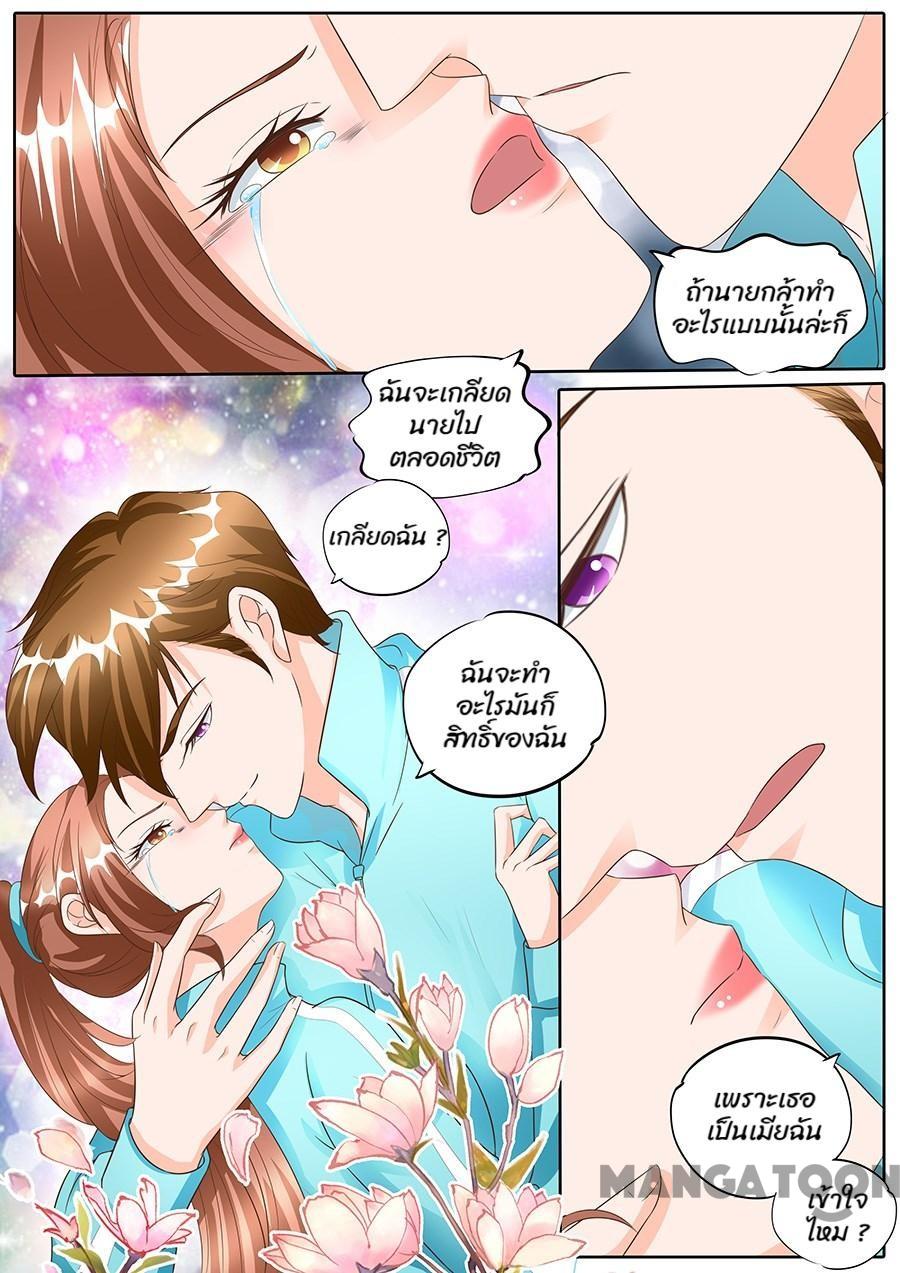 ถ้านายกล้าทำ
อะไรแบบนั้นล่ะก็
ฉันจะเกลียด
นายไป
ตลอดชีวิต
เกลียดฉัน ?
ฉันจะทำ
อะไรมันก็
สิทธิ์ของฉัน
เพราะเธอ
เป็นเมียฉัน
MANGATOON
เข้าใจ
ไหม ?